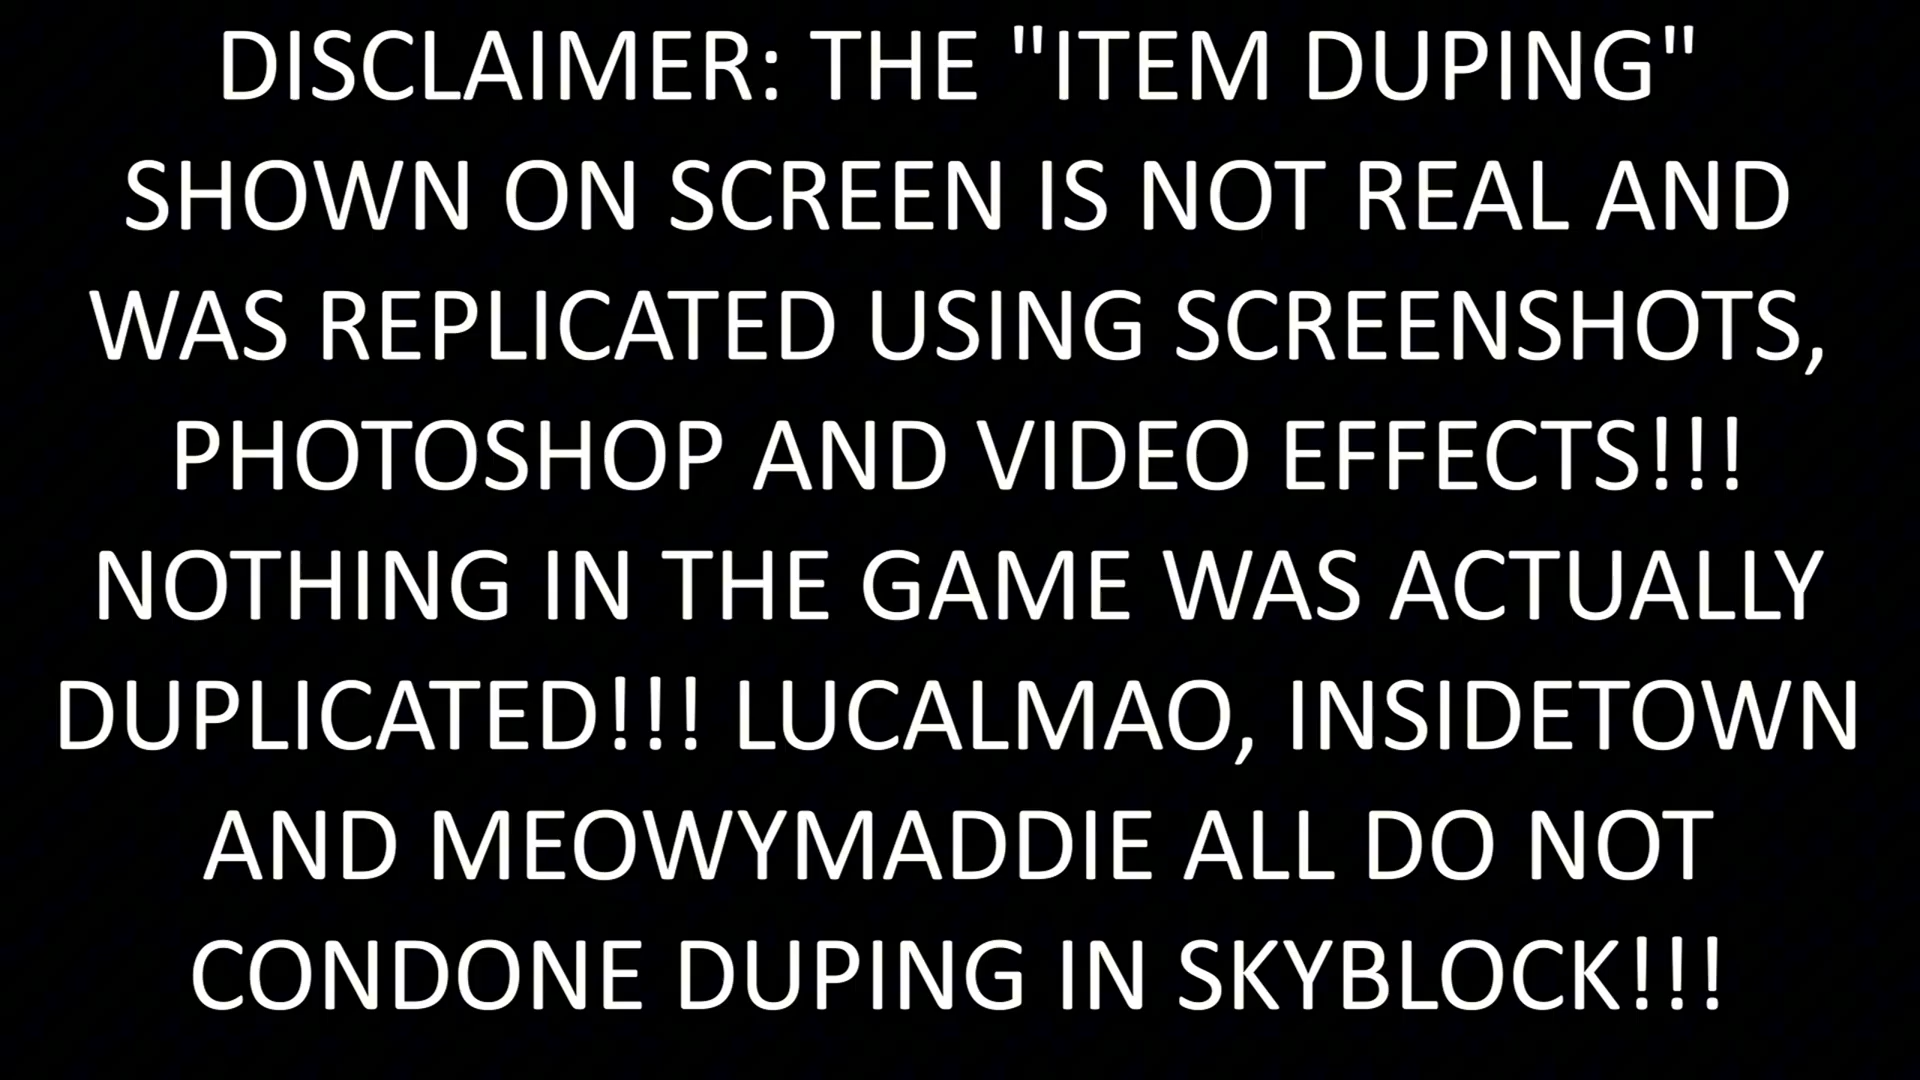 DISCLAIMER: THE "ITEM DUPING"
SHOWN ON SCREEN IS NOT REAL AND
WAS REPLICATED USING SCREENSHOTS,
PHOTOSHOP AND VIDEO EFFECTS!!!
NOTHING IN THE GAME WAS ACTUALLY
DUPLICATED!!! LUCALMAO, INSIDETOWN
AND MEOWYMADDIE ALL DO NOT
CONDONE DUPING IN SKYBLOCK!!!